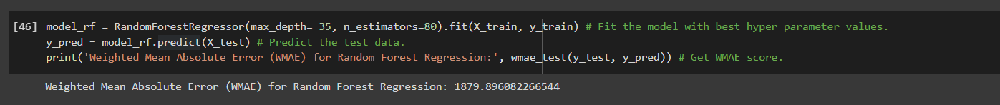 [46] model_rf = RandomForestRegressor(max_depth= 35, n_estimators=80).fit(X_train, y_train) # Fit the model with best hyper parameter values.
y_pred = model_rf.predict(X_test) # Predict the test data.
print('Weighted Mean Absolute Error (WMAE) for Random Forest Regression:', wmae_test(y_test, y_pred)) # Get WMAE score.
Weighted Mean Absolute Error (WMAE) for Random Forest Regression: 1879.896082266544